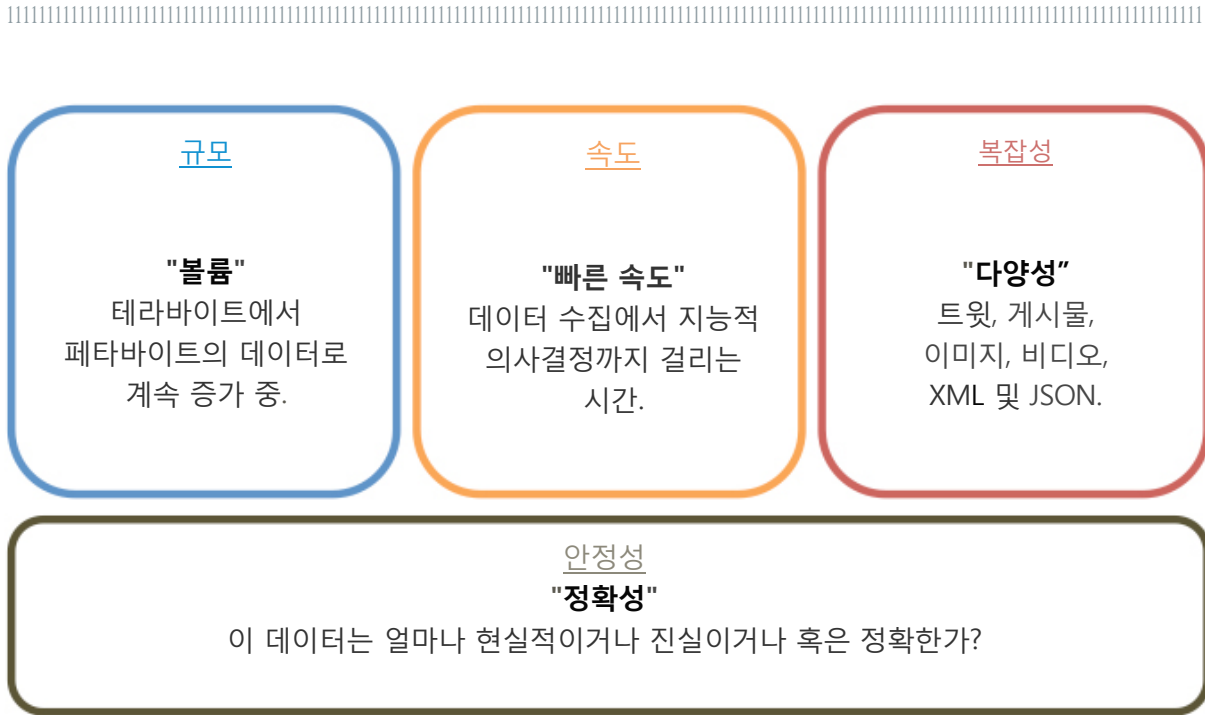 규모
"볼륨"
테라바이트에서
페타바이트의 데이터로
계속 증가 중.
속도
"빠른 속도"
데이터 수집에서 지능적
의사결정까지 걸리는
시간.
복잡성
"다양성”
트윗, 게시물,
이미지, 비디오,
XML 및 JSON.
안정성
"정확성"
이 데이터는 얼마나 현실적이거나 진실이거나 혹은 정확한가?